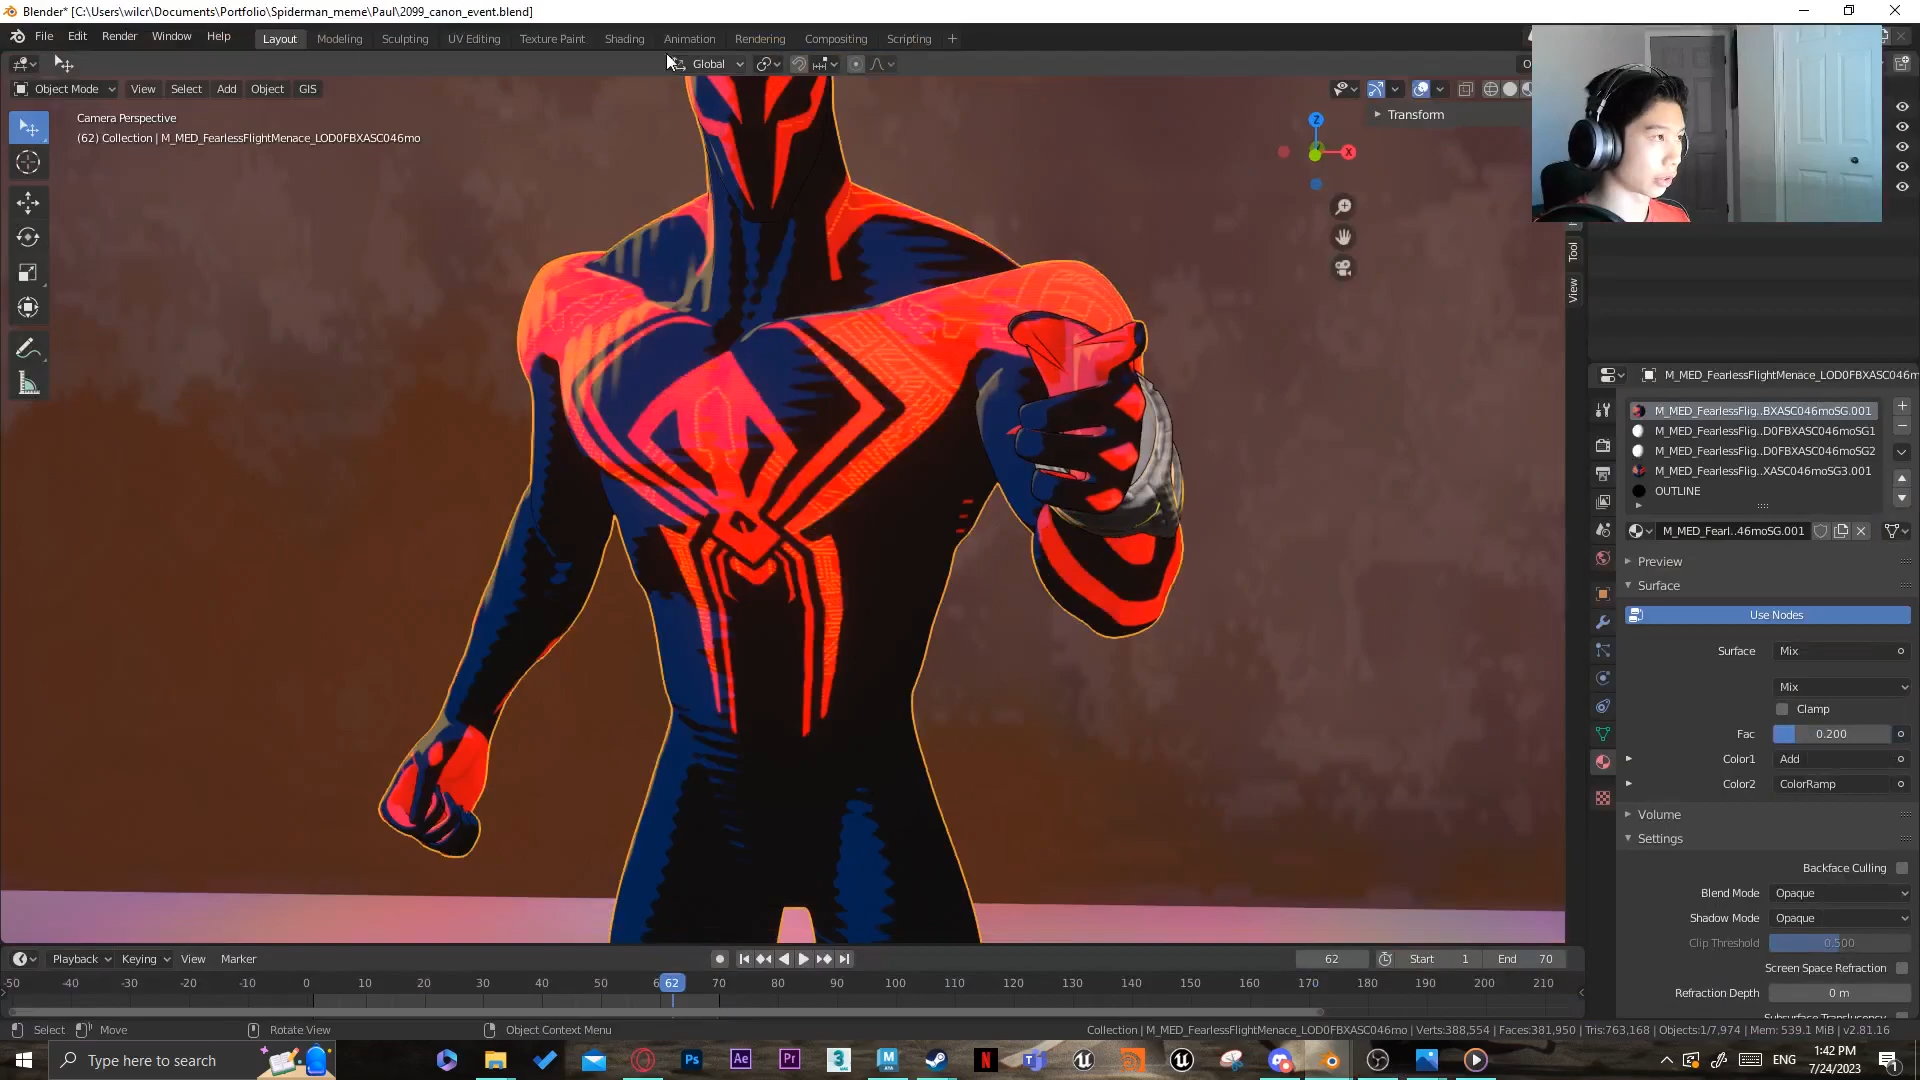 Blender* [C:\Users\wilcr\Documents\Portfolio\Spiderman_meme\Paul\2099_canon_event.blend]
File Edit Render Window Help Layout Modeling Sculpting UV Editing Texture Paint Shading Animation Rendering Compositing Scripting +
Global
Object Mode View Select Add Object GIS
Camera Perspective
(62) Collection | M_MED_FearlessFlightMenace_LOD0FBXASC046mo
Z
X
Transform
Tool
View
M_MED_FearlessFlightMenace_LOD0FBXASC046m
M_MED_FearlessFlig..BXASC046moSG.001
M_MED_FearlessFlig..D0FBXASC046moSG1
M_MED_FearlessFlig..D0FBXASC046moSG2
M_MED_FearlessFlig..XASC046moSG3.001
OUTLINE
M_MED_Fearl..46moSG.001
Preview
Surface
Use Nodes
Surface Mix
Mix
Clamp
Fac 0.200
Color1 Add
Color2 ColorRamp
Volume
Settings
Backface Culling
Blend Mode Opaque
Shadow Mode Opaque
Clip Threshold 0.500
Screen Space Refraction
Refraction Depth 0 m
Playback Keying View Marker 62 Start 1 End 70
-50 -40 -30 -20 -10 0 10 20 30 40 50 6 62 70 80 90 100 110 120 130 140 150 160 170 180 190 200 210
Select Move Rotate View Object Context Menu Collection | M_MED_FearlessFlightMenace_LOD0FBXASC046mo | Verts:388,554 | Faces:381,950 | Tris:763,168 | Objects:1/7,974 | Mem: 539.1 MiB | v2.81.16
Type here to search Ps Ae Pr 3 M N ENG 1:42 PM
7/24/2023 1